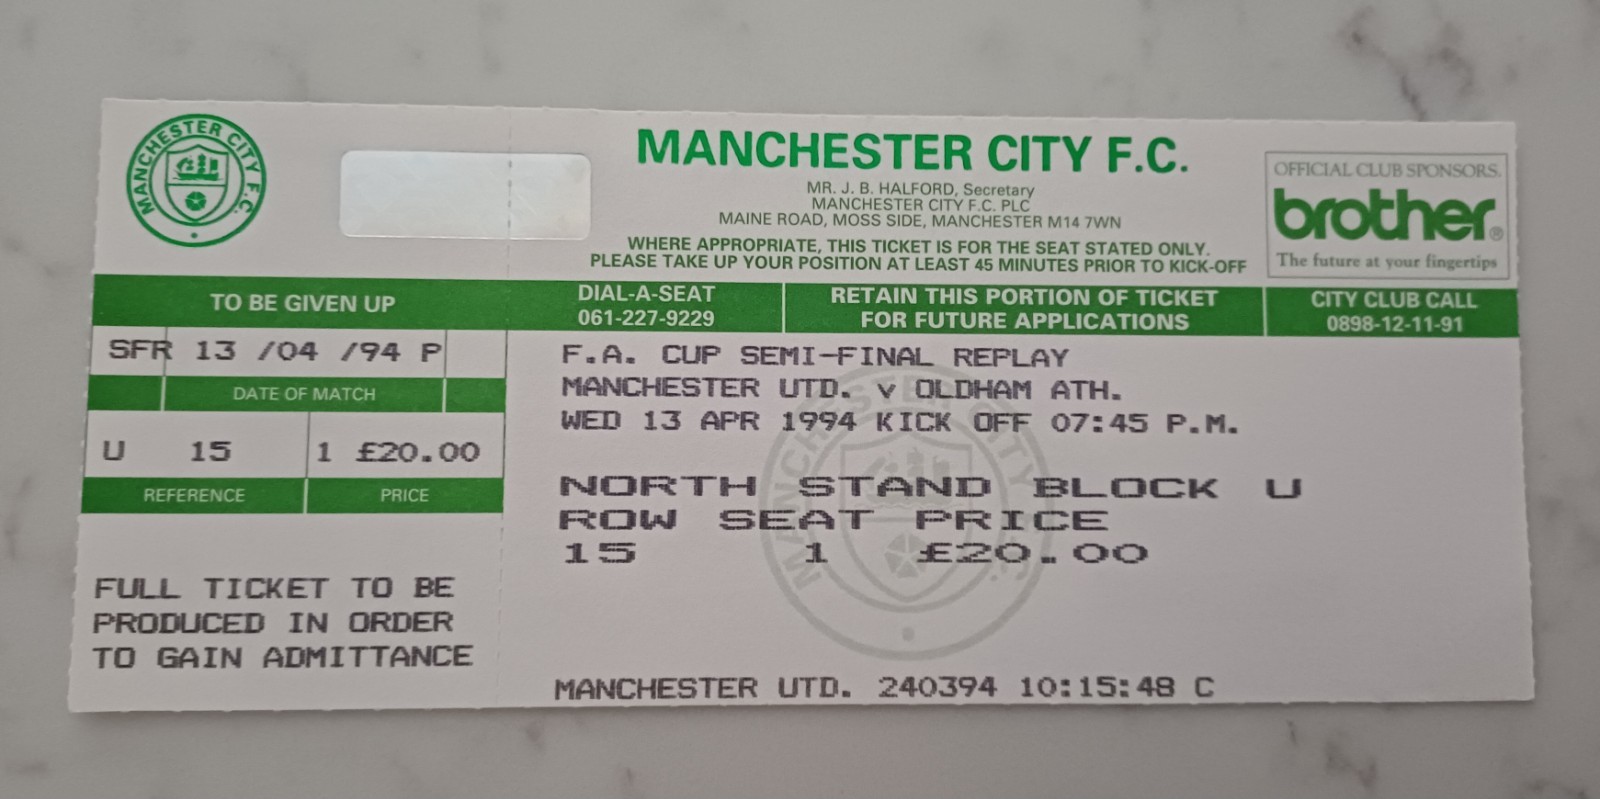 MANCHESTER CITY F.C.
MANCHESTER CITY F.C.
MR. J. B. HALFORD, Secretary
MANCHESTER CITY F.C. PLC
MAINE ROAD, MOSS SIDE, MANCHESTER M14 7WN
WHERE APPROPRIATE, THIS TICKET IS FOR THE SEAT STATED ONLY.
PLEASE TAKE UP YOUR POSITION AT LEAST 45 MINUTES PRIOR TO KICK-OFF
OFFICIAL CLUB SPONSORS.
brother®
The future at your fingertips
TO BE GIVEN UP
DIAL-A-SEAT
061-227-9229
RETAIN THIS PORTION OF TICKET
FOR FUTURE APPLICATIONS
CITY CLUB CALL
0898-12-11-91
SFR 13 /04 /94 P
DATE OF MATCH
U 15 1 £20.00
REFERENCE PRICE
FULL TICKET TO BE
PRODUCED IN ORDER
TO GAIN ADMITTANCE
F.A. CUP SEMI-FINAL REPLAY
MANCHESTER UTD. v OLDHAM ATH.
WED 13 APR 1994 KICK OFF 07:45 P.M.
NORTH STAND BLOCK U
ROW SEAT PRICE
15 1 £20.00
MANCHESTER CITY F.C.
MANCHESTER UTD. 240394 10:15:48 C